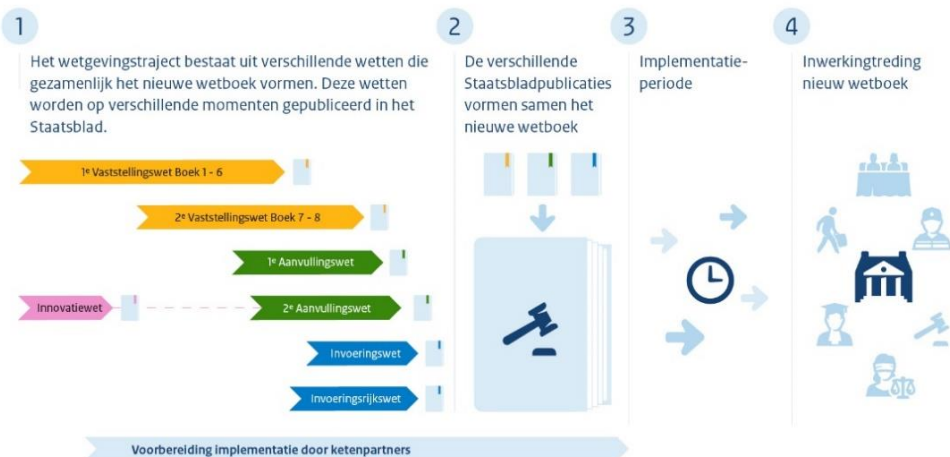 1
Het wetgevingstraject bestaat uit verschillende wetten die
gezamenlijk het nieuwe wetboek vormen. Deze wetten
worden op verschillende momenten gepubliceerd in het
Staatsblad.
1e Vaststellingswet Boek 1 - 6
2e Vaststellingswet Boek 7 - 8
1e Aanvullingswet
Innovatiewet
2e Aanvullingswet
Invoeringswet
Invoeringsrijkswet
Voorbereiding implementatie door ketenpartners
2
De verschillende
Staatsbladpublicaties
vormen samen het
nieuwe wetboek
3
Implementatie-
periode
4
Inwerkingtreding
nieuw wetboek